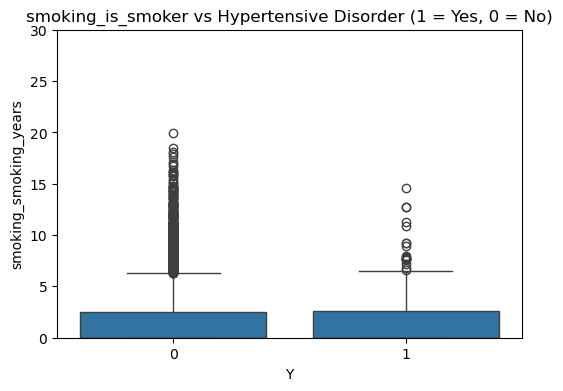 smoking_is_smoker vs Hypertensive Disorder (1 = Yes, 0 = No)
30
25
20
15
10
5
0
smoking_smoking_years
0 1
Y